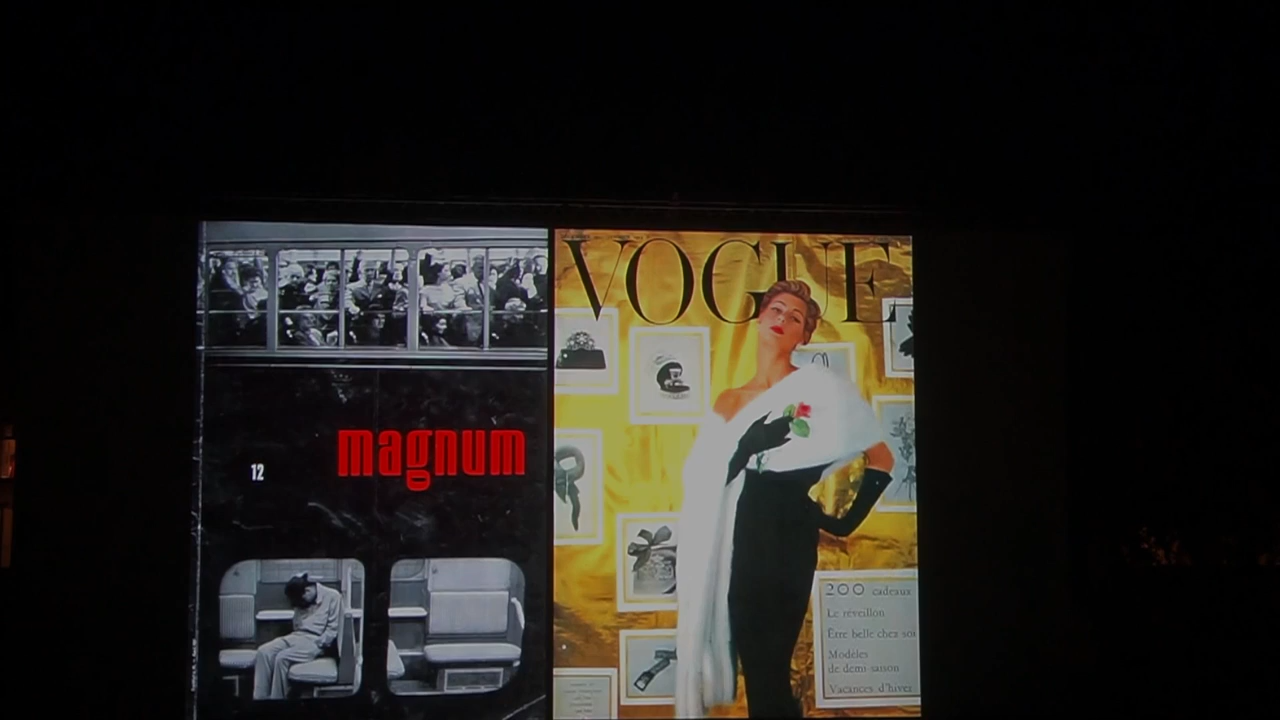 magnum
12
VOGUE
200 cadeaux
Le réveillon
Être belle chez soi
Modèles
de demi-saison
Vacances d'hiver